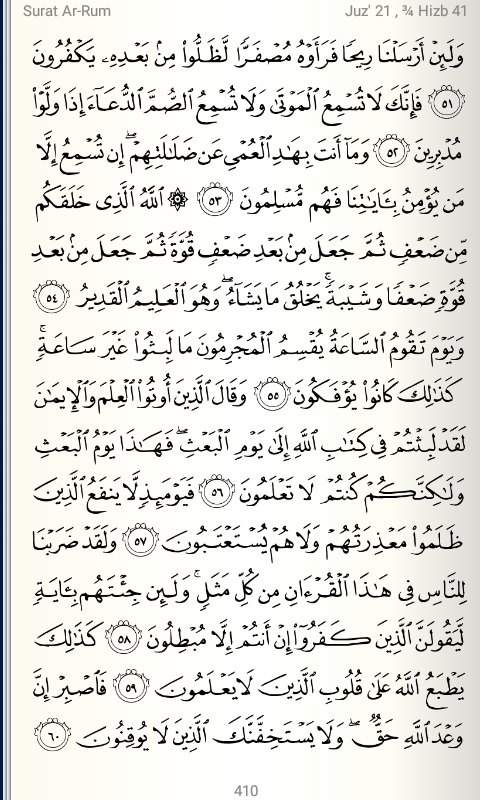 Surat Ar-Rum
Juz' 21 , ¾ Hizb 41
وَلَئِنْ أَرْسَلْنَا رِيحًا فَرَأَوْهُ مُصْفَرًّا لَّظَلُّوا۟ مِنۢ بَعْدِهِۦ يَكْفُرُونَ
٥١ فَإِنَّكَ لَا تُسْمِعُ ٱلْمَوْتَىٰ وَلَا تُسْمِعُ ٱلصُّمَّ ٱلدُّعَآءَ إِذَا وَلَّوْا۟
مُدْبِرِينَ ٥٢ وَمَآ أَنتَ بِهَـٰدِ ٱلْعُمْىِ عَن ضَلَـٰلَتِهِمْ ۖ إِن تُسْمِعُ إِلَّا
مَن يُؤْمِنُ بِـَٔايَـٰتِنَا فَهُم مُّسْلِمُونَ ٥٣ ۞ ٱللَّهُ ٱلَّذِى خَلَقَكُم
مِّن ضَعْفٍ ثُمَّ جَعَلَ مِنۢ بَعْدِ ضَعْفٍ قُوَّةً ثُمَّ جَعَلَ مِنۢ بَعْدِ
قُوَّةٍ ضَعْفًا وَشَيْبَةً ۚ يَخْلُقُ مَا يَشَآءُ ۖ وَهُوَ ٱلْعَلِيمُ ٱلْقَدِيرُ ٥٤
وَيَوْمَ تَقُومُ ٱلسَّاعَةُ يُقْسِمُ ٱلْمُجْرِمُونَ مَا لَبِثُوا۟ غَيْرَ سَاعَةٍ ۚ
كَذَٰلِكَ كَانُوا۟ يُؤْفَكُونَ ٥٥ وَقَالَ ٱلَّذِينَ أُوتُوا۟ ٱلْعِلْمَ وَٱلْإِيمَـٰنَ
لَقَدْ لَبِثْتُمْ فِى كِتَـٰبِ ٱللَّهِ إِلَىٰ يَوْمِ ٱلْبَعْثِ ۖ فَهَـٰذَا يَوْمُ ٱلْبَعْثِ
وَلَـٰكِنَّكُمْ كُنتُمْ لَا تَعْلَمُونَ ٥٦ فَيَوْمَئِذٍ لَّا يَنفَعُ ٱلَّذِينَ
ظَلَمُوا۟ مَعْذِرَتُهُمْ وَلَا هُمْ يُسْتَعْتَبُونَ ٥٧ وَلَقَدْ ضَرَبْنَا
لِلنَّاسِ فِى هَـٰذَا ٱلْقُرْءَانِ مِن كُلِّ مَثَلٍ ۚ وَلَئِن جِئْتَهُم بِـَٔايَةٍ
لَّيَقُولَنَّ ٱلَّذِينَ كَفَرُوٓا۟ إِنْ أَنتُمْ إِلَّا مُبْطِلُونَ ٥٨ كَذَٰلِكَ
يَطْبَعُ ٱللَّهُ عَلَىٰ قُلُوبِ ٱلَّذِينَ لَا يَعْلَمُونَ ٥٩ فَٱصْبِرْ إِنَّ
وَعْدَ ٱللَّهِ حَقٌّ ۖ وَلَا يَسْتَخِفَّنَّكَ ٱلَّذِينَ لَا يُوقِنُونَ ٦٠
410